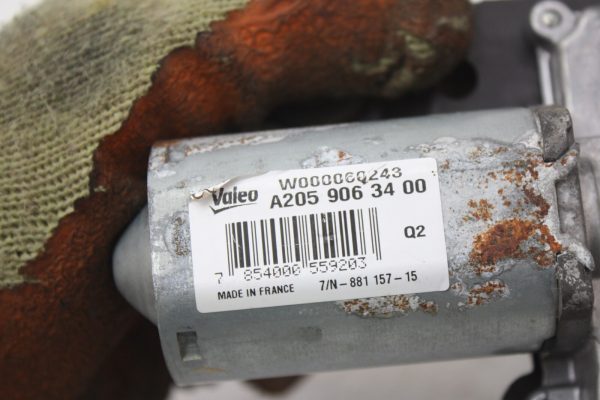 Valeo
W000060243
A205 906 34 00
Q2
7 854000 559203
MADE IN FRANCE 7/N-881 157-15